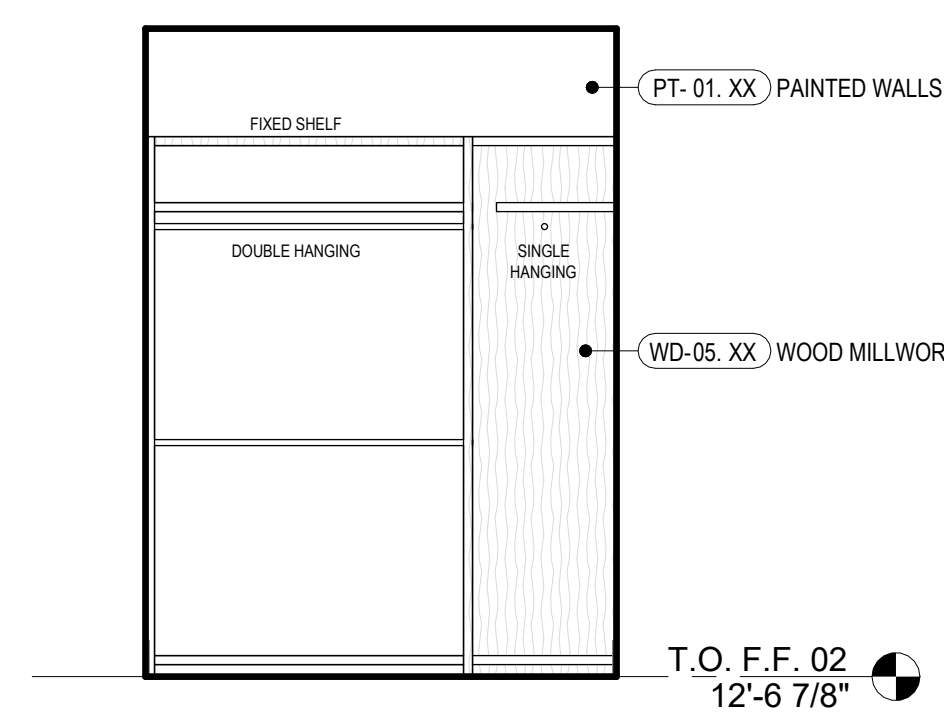 PT- 01. XX PAINTED WALLS
FIXED SHELF
DOUBLE HANGING
SINGLE
HANGING
WD-05. XX WOOD MILLWOR
T.O. F.F. 02
12'-6 7/8"